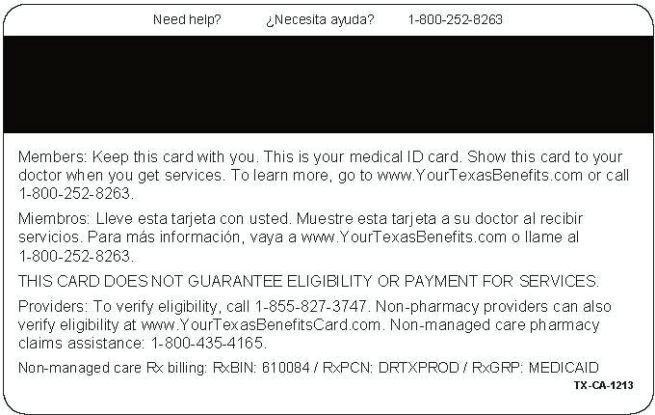 Need help? ¿Necesita ayuda? 1-800-252-8263
Members: Keep this card with you. This is your medical ID card. Show this card to your
doctor when you get services. To learn more, go to www.YourTexasBenefits.com or call
1-800-252-8263.
Miembros: Lleve esta tarjeta con usted. Muestre esta tarjeta a su doctor al recibir
servicios. Para más información, vaya a www.YourTexasBenefits.com o llame al
1-800-252-8263.
THIS CARD DOES NOT GUARANTEE ELIGIBILITY OR PAYMENT FOR SERVICES.
Providers: To verify eligibility, call 1-855-827-3747. Non-pharmacy providers can also
verify eligibility at www.YourTexasBenefitsCard.com. Non-managed care pharmacy
claims assistance: 1-800-435-4165.
Non-managed care Rx billing: RxBIN: 610084 / RxPCN: DRTXPROD / RxGRP: MEDICAID
TX-CA-1213